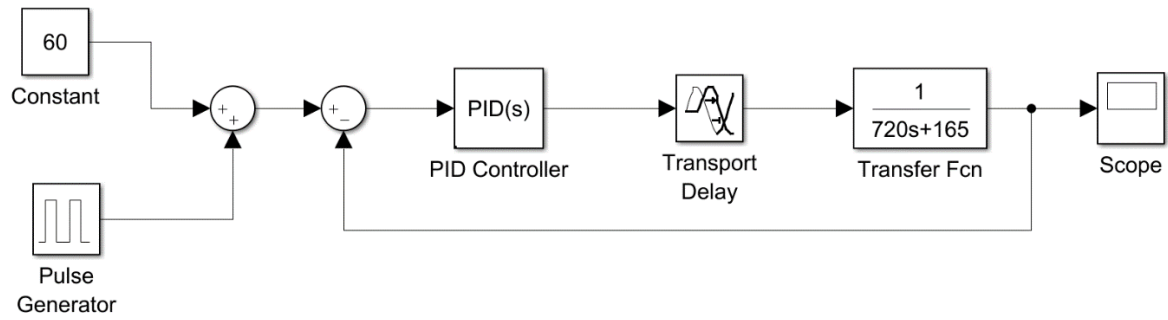 60
Constant
+
+
Pulse
Generator
+
−
PID(s)
PID Controller
Transport
Delay
1
720s+165
Transfer Fcn
Scope